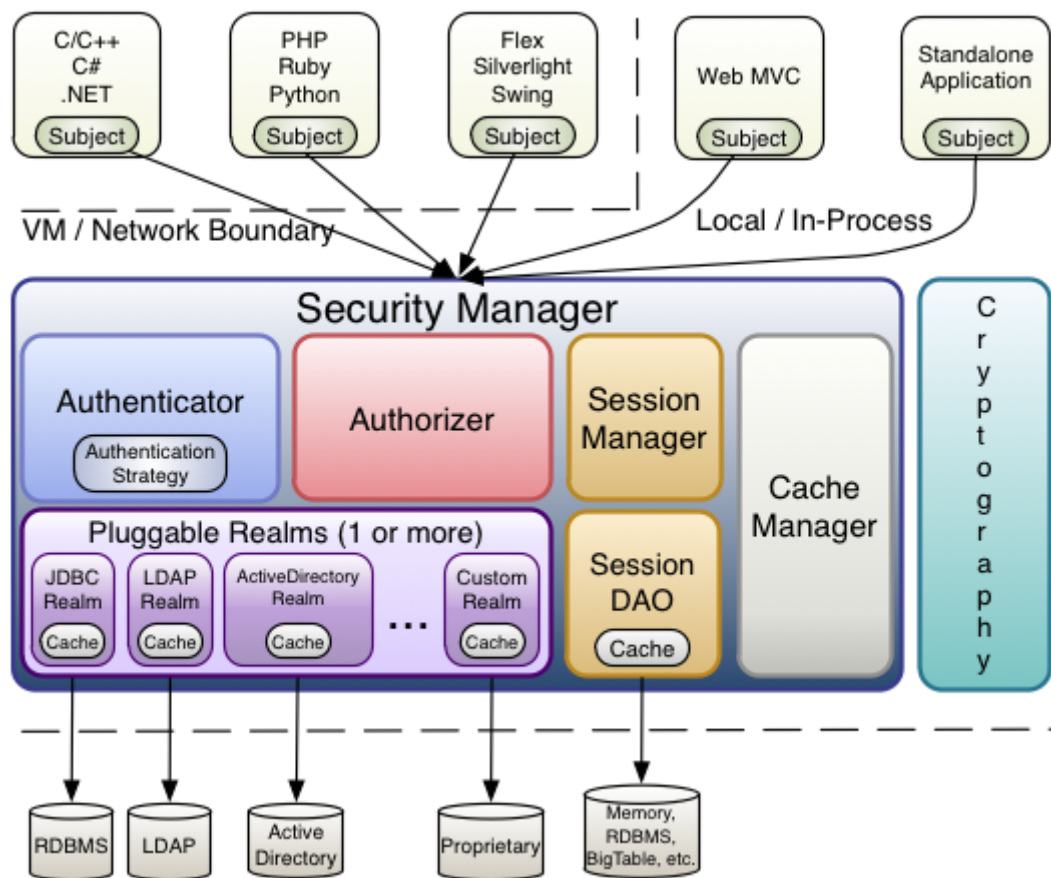 C/C++
C#
.NET
Subject
PHP
Ruby
Python
Subject
Flex
Silverlight
Swing
Subject
Web MVC
Subject
Standalone
Application
Subject
VM / Network Boundary
Local / In-Process
Security Manager
Authenticator
Authentication
Strategy
Authorizer
Session
Manager
Cache
Manager
Pluggable Realms (1 or more)
JDBC
Realm
Cache
LDAP
Realm
Cache
ActiveDirectory
Realm
Cache
...
Custom
Realm
Cache
Session
DAO
Cache
C
r
y
p
t
o
g
r
a
p
h
y
RDBMS
LDAP
Active
Directory
Proprietary
Memory,
RDBMS,
BigTable, etc.